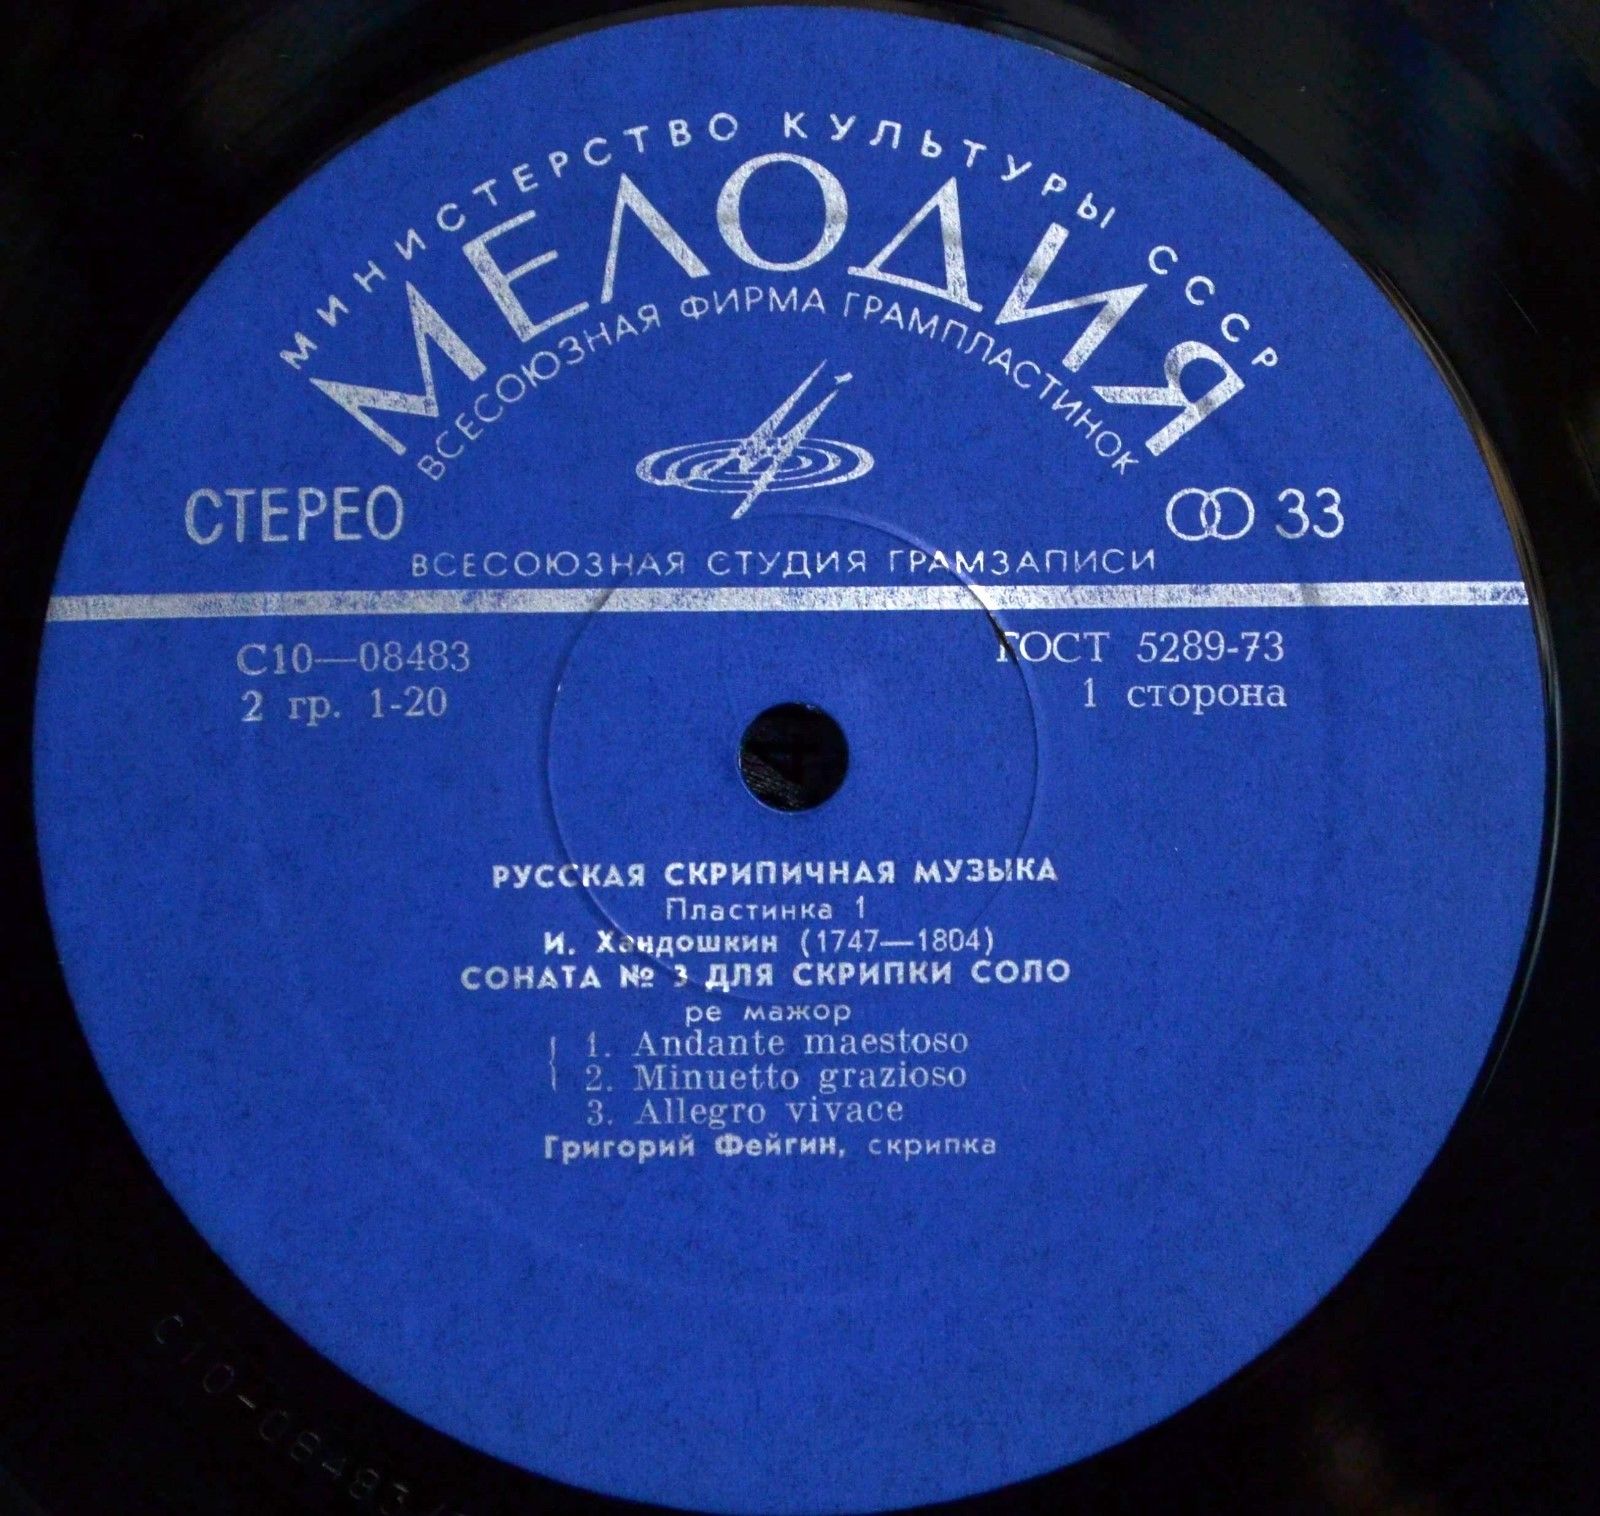 МИНИСТЕРСТВО КУЛЬТУРЫ СССР
МЕЛОДИЯ
ВСЕСОЮЗНАЯ ФИРМА ГРАМПЛАСТИНОК
СТЕРЕО
33
ВСЕСОЮЗНАЯ СТУДИЯ ГРАМЗАПИСИ
С10—08483
ГОСТ 5289-73
2 гр. 1-20
1 сторона
РУССКАЯ СКРИПИЧНАЯ МУЗЫКА
Пластинка 1
И. Хандошкин (1747—1804)
СОНАТА № 3 ДЛЯ СКРИПКИ СОЛО
ре мажор
1. Andante maestoso
2. Minuetto grazioso
3. Allegro vivace
Григорий Фейгин, скрипка
С10-08483